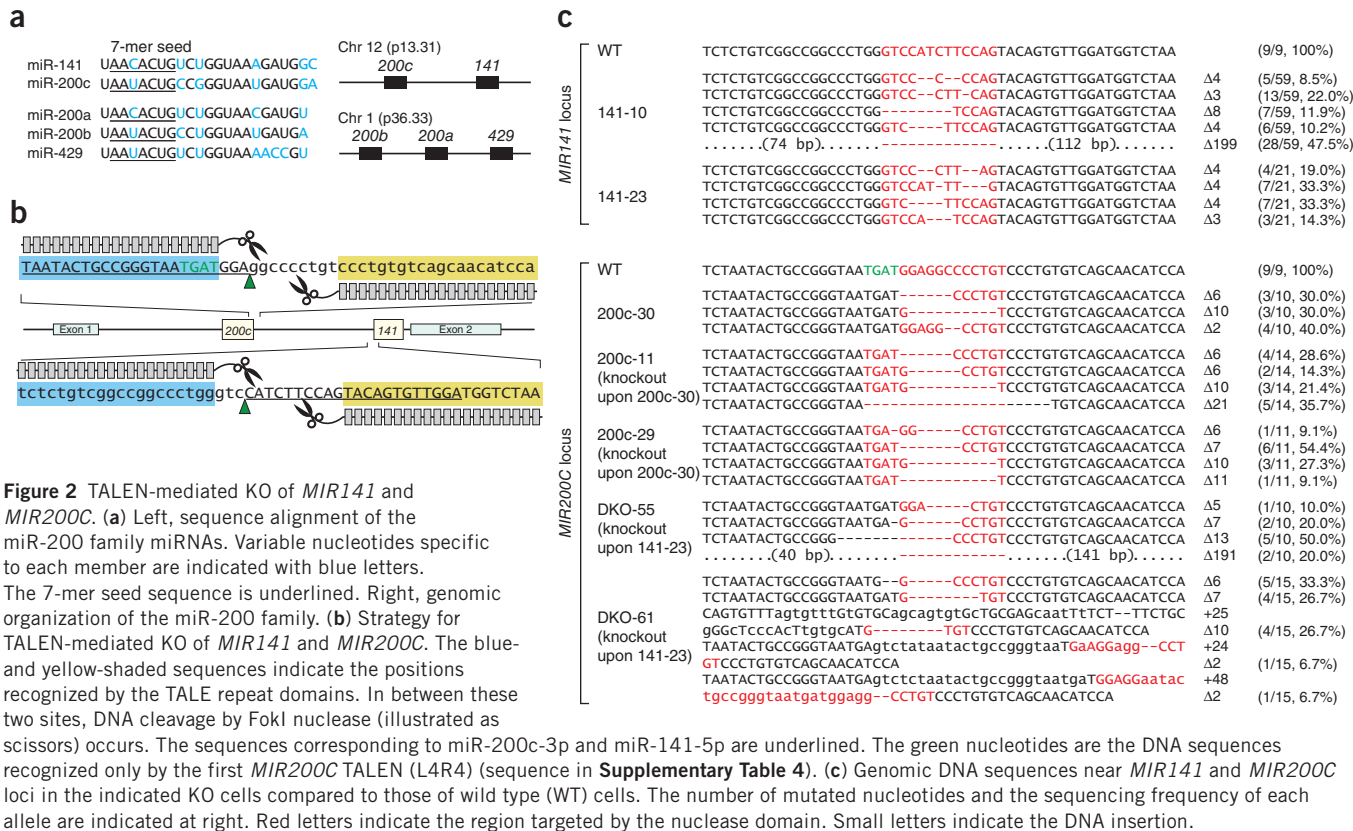 a
7-mer seed
miR-141 UAACACUGUCUGGUAAAGAUGGC
miR-200c UAAUACUGCCGGGUAAUGAUGGA
miR-200a UAACACUGUCUGGUAACGAUGU
miR-200b UAAUACUGCCUGGUAAUGAUGA
miR-429 UAAUACUGUCUGGUAAAACCGU
Chr 12 (p13.31)
200c 141
Chr 1 (p36.33)
200b 200a 429
b
TAATACTGCCGGGTAATGATGGAggcccctgtccctgtgtcagcaacatcca
Exon 1 200c 141 Exon 2
tctctgtcggccggccctgggtcCATCTTCCAGTACAGTGTTGGATGGTCTAA
c
MIR141 locus
WT TCTCTGTCGGCCGGCCCTGGGTCCATCTTCCAGTACAGTGTTGGATGGTCTAA (9/9, 100%)
141-10
TCTCTGTCGGCCGGCCCTGGGTCC--C--CCAGTACAGTGTTGGATGGTCTAA Δ4 (5/59, 8.5%)
TCTCTGTCGGCCGGCCCTGGGTCC--CTT-CAGTACAGTGTTGGATGGTCTAA Δ3 (13/59, 22.0%)
TCTCTGTCGGCCGGCCCTGG--------TCCAGTACAGTGTTGGATGGTCTAA Δ8 (7/59, 11.9%)
TCTCTGTCGGCCGGCCCTGGGTC----TTCCAGTACAGTGTTGGATGGTCTAA Δ4 (6/59, 10.2%)
......(74 bp)......-------------......(112 bp)....... Δ199 (28/59, 47.5%)
141-23
TCTCTGTCGGCCGGCCCTGGGTCC--CTT--AGTACAGTGTTGGATGGTCTAA Δ4 (4/21, 19.0%)
TCTCTGTCGGCCGGCCCTGGGTCCAT-TT---GTACAGTGTTGGATGGTCTAA Δ4 (7/21, 33.3%)
TCTCTGTCGGCCGGCCCTGGGTC----TTCCAGTACAGTGTTGGATGGTCTAA Δ4 (7/21, 33.3%)
TCTCTGTCGGCCGGCCCTGGGTCCA---TCCAGTACAGTGTTGGATGGTCTAA Δ3 (3/21, 14.3%)
MIR200C locus
WT TCTAATACTGCCGGGTAATGATGGAGGCCCCTGTCCCTGTGTCAGCAACATCCA (9/9, 100%)
200c-30
TCTAATACTGCCGGGTAATGAT------CCCTGTCCCTGTGTCAGCAACATCCA Δ6 (3/10, 30.0%)
TCTAATACTGCCGGGTAATGATG----------TCCCTGTGTCAGCAACATCCA Δ10 (3/10, 30.0%)
TCTAATACTGCCGGGTAATGATGGAGG--CCTGTCCCTGTGTCAGCAACATCCA Δ2 (4/10, 40.0%)
200c-11
(knockout
upon 200c-30)
TCTAATACTGCCGGGTAATGAT------CCCTGTCCCTGTGTCAGCAACATCCA Δ6 (4/14, 28.6%)
TCTAATACTGCCGGGTAATGATG------CCTGTCCCTGTGTCAGCAACATCCA Δ6 (2/14, 14.3%)
TCTAATACTGCCGGGTAATGATG----------TCCCTGTGTCAGCAACATCCA Δ10 (3/14, 21.4%)
TCTAATACTGCCGGGTAA---------------------TGTCAGCAACATCCA Δ21 (5/14, 35.7%)
200c-29
(knockout
upon 200c-30)
TCTAATACTGCCGGGTAATGA-GG-----CCTGTCCCTGTGTCAGCAACATCCA Δ6 (1/11, 9.1%)
TCTAATACTGCCGGGTAATGAT-------CCTGTCCCTGTGTCAGCAACATCCA Δ7 (6/11, 54.4%)
TCTAATACTGCCGGGTAATGATG----------TCCCTGTGTCAGCAACATCCA Δ10 (3/11, 27.3%)
TCTAATACTGCCGGGTAATGAT-----------TCCCTGTGTCAGCAACATCCA Δ11 (1/11, 9.1%)
DKO-55
(knockout
upon 141-23)
TCTAATACTGCCGGGTAATGATGGA-----CTGTCCCTGTGTCAGCAACATCCA Δ5 (1/10, 10.0%)
TCTAATACTGCCGGGTAATGA-G------CCTGTCCCTGTGTCAGCAACATCCA Δ7 (2/10, 20.0%)
TCTAATACTGCCGGG-------------CCCTGTCCCTGTGTCAGCAACATCCA Δ13 (5/10, 50.0%)
.......(40 bp).......------------......(141 bp)...... Δ191 (2/10, 20.0%)
DKO-61
(knockout
upon 141-23)
TCTAATACTGCCGGGTAATG--G-----CCCTGTCCCTGTGTCAGCAACATCCA Δ6 (5/15, 33.3%)
TCTAATACTGCCGGGTAATGATG--------TGTCCCTGTGTCAGCAACATCCA Δ7 (4/15, 26.7%)
CAGTGTTTagtgtttGTGTGTGCagcagtgtGCTGCGAGCaatTTTCT--TTCTGC +25
gGGCTCCCACTTGTGCATG--------TGTCCCTGTGTCAGCAACATCCA Δ10 (4/15, 26.7%)
TAATACTGCCGGGTAATGAgtctataatactgccgggtaatGaAGGagg--CCT +24
GTCCCTGTGTCAGCAACATCCA Δ2 (1/15, 6.7%)
TAATACTGCCGGGTAATGAgtctctaatactgccgggtaatgaTGGAGGaatac +48
tgccgggtaatgatggagg--CCTGTCCCTGTGTCAGCAACATCCA Δ2 (1/15, 6.7%)
Figure 2 TALEN-mediated KO of MIR141 and
MIR200C. (a) Left, sequence alignment of the
miR-200 family miRNAs. Variable nucleotides specific
to each member are indicated with blue letters.
The 7-mer seed sequence is underlined. Right, genomic
organization of the miR-200 family. (b) Strategy for
TALEN-mediated KO of MIR141 and MIR200C. The blue-
and yellow-shaded sequences indicate the positions
recognized by the TALE repeat domains. In between these
two sites, DNA cleavage by FokI nuclease (illustrated as
scissors) occurs. The sequences corresponding to miR-200c-3p and miR-141-5p are underlined. The green nucleotides are the DNA sequences
recognized only by the first MIR200C TALEN (L4R4) (sequence in Supplementary Table 4). (c) Genomic DNA sequences near MIR141 and MIR200C
loci in the indicated KO cells compared to those of wild type (WT) cells. The number of mutated nucleotides and the sequencing frequency of each
allele are indicated at right. Red letters indicate the region targeted by the nuclease domain. Small letters indicate the DNA insertion.